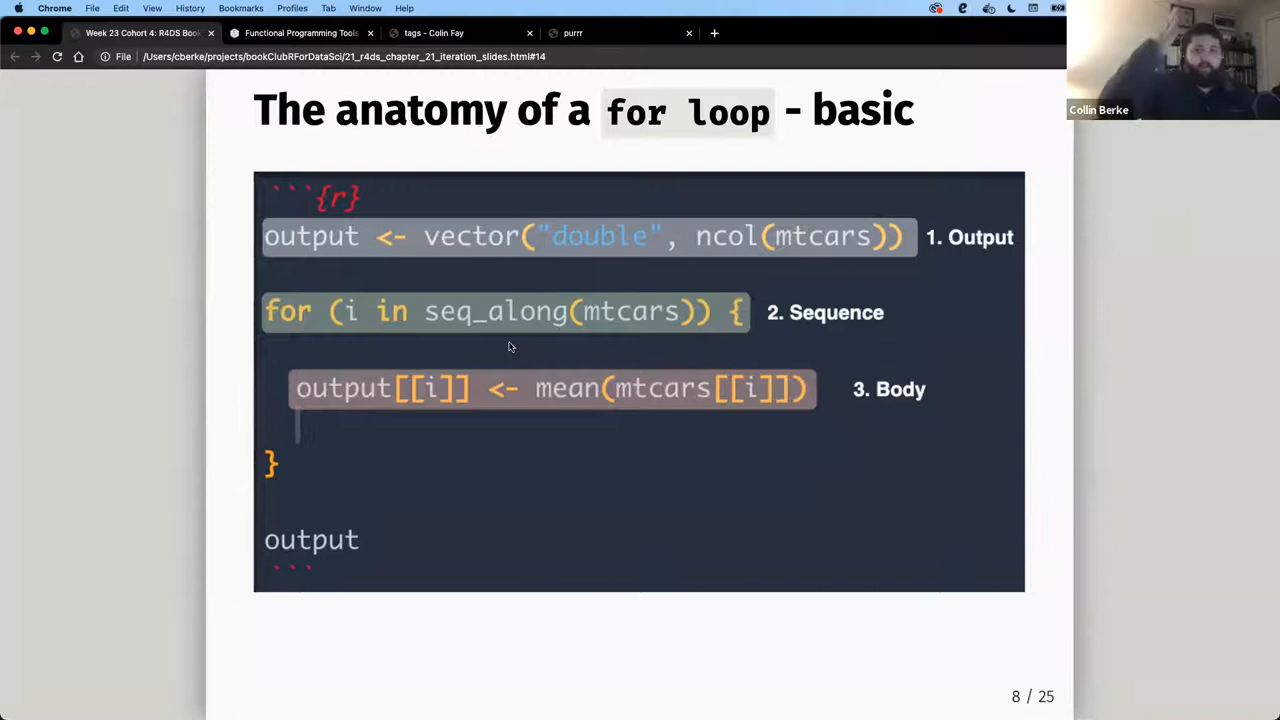 Chrome File Edit View History Bookmarks Profiles Tab Window Help
Week 23 Cohort 4: R4DS Boo Functional Programming Tools tags - Colin Fay purrr
/Users/cberke/projects/bookClubRForDataSci/21_r4ds_chapter_21_iteration_slides.html#14
Collin Berke
The anatomy of a for loop - basic
```{r}
output <- vector("double", ncol(mtcars)) 1. Output
for (i in seq_along(mtcars)) { 2. Sequence
output[[i]] <- mean(mtcars[[i]]) 3. Body
}
output
```
8 / 25